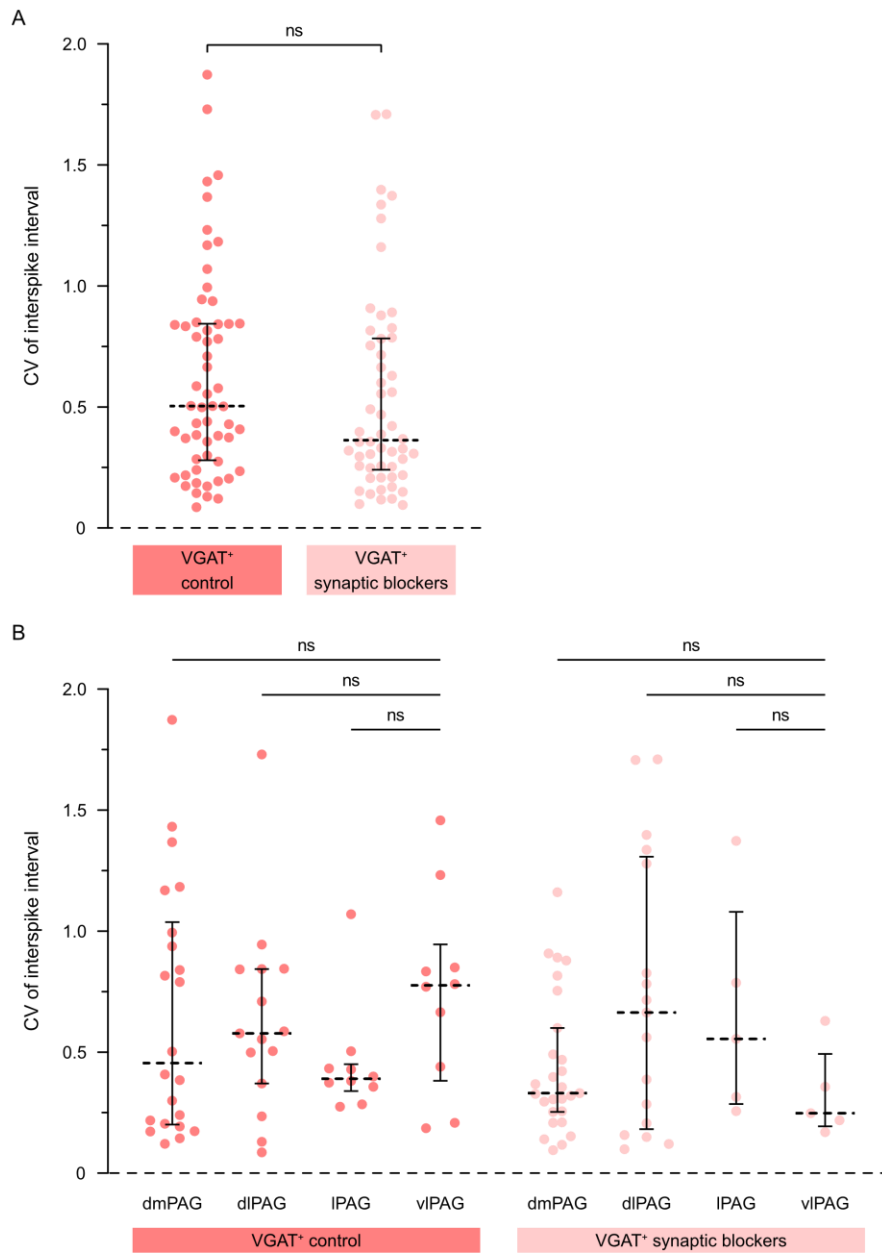 A
ns
2.0
1.5
1.0
0.5
0
CV of interspike interval
VGAT⁺
control
VGAT⁺
synaptic blockers
B
ns
ns
ns
ns
ns
ns
2.0
1.5
1.0
0.5
0
CV of interspike interval
dmPAG dlPAG lPAG vlPAG dmPAG dlPAG lPAG vlPAG
VGAT⁺ control VGAT⁺ synaptic blockers